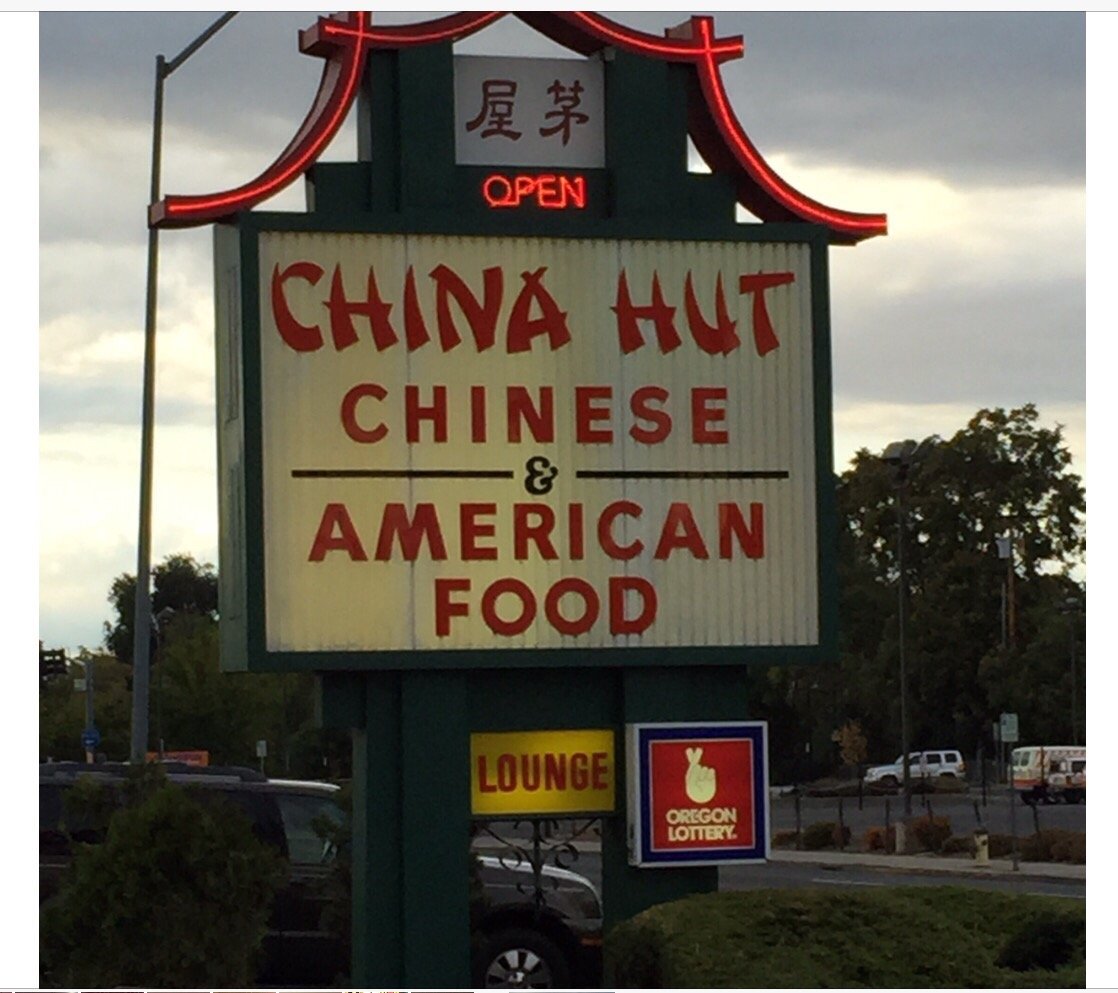 屋茅
OPEN
CHINA HUT
CHINESE
&
AMERICAN
FOOD
LOUNGE
OREGON
LOTTERY